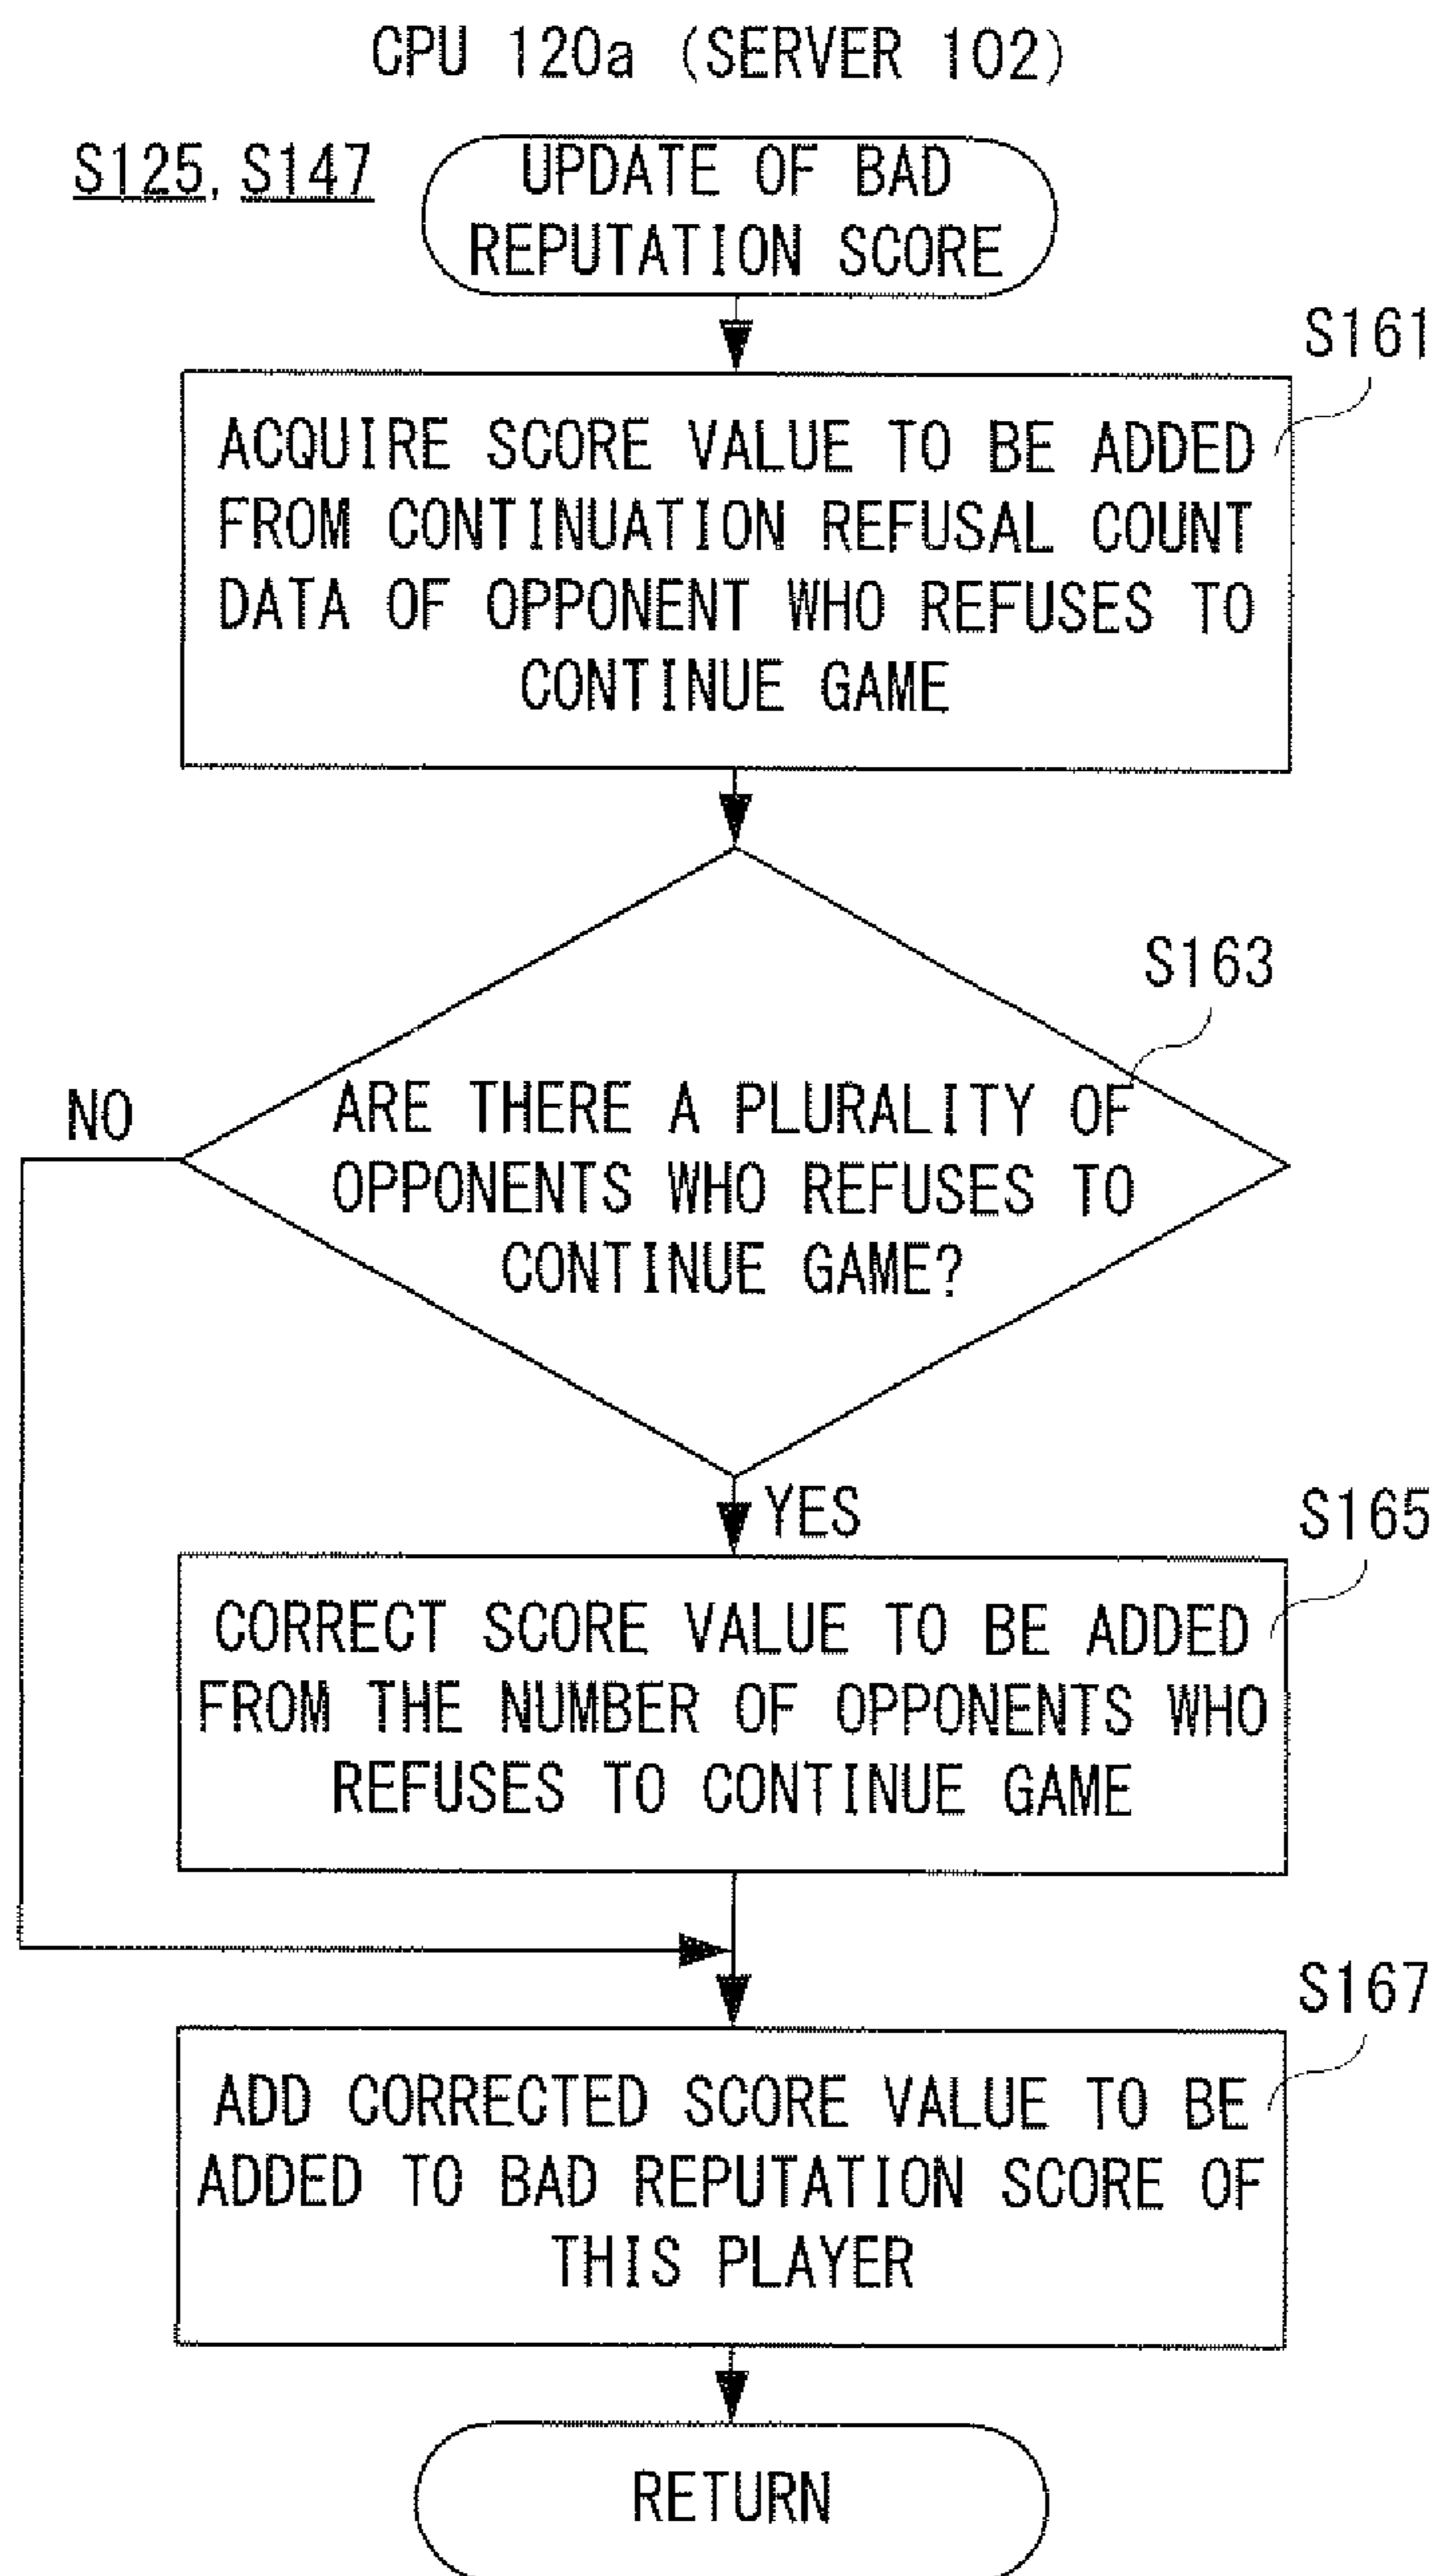 CPU 120a (SERVER 102)
S125, S147
UPDATE OF BAD
REPUTATION SCORE
S161
ACQUIRE SCORE VALUE TO BE ADDED
FROM CONTINUATION REFUSAL COUNT
DATA OF OPPONENT WHO REFUSES TO
CONTINUE GAME
S163
NO
ARE THERE A PLURALITY OF
OPPONENTS WHO REFUSES TO
CONTINUE GAME?
YES
S165
CORRECT SCORE VALUE TO BE ADDED
FROM THE NUMBER OF OPPONENTS WHO
REFUSES TO CONTINUE GAME
S167
ADD CORRECTED SCORE VALUE TO BE
ADDED TO BAD REPUTATION SCORE OF
THIS PLAYER
RETURN